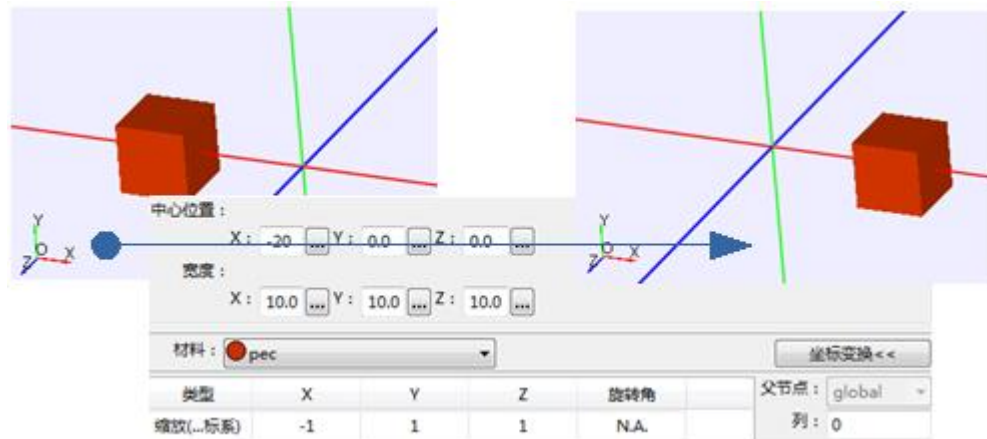 Y
O X
Z
Y
O X
Z
中心位置：
X： -20 ... Y： 0.0 ... Z： 0.0 ...
宽度：
X： 10.0 ... Y： 10.0 ... Z： 10.0 ...
材料： pec 坐标变换<<
类型 X Y Z 旋转角 父节点： global
缩放(...标系) -1 1 1 N.A. 列： 0